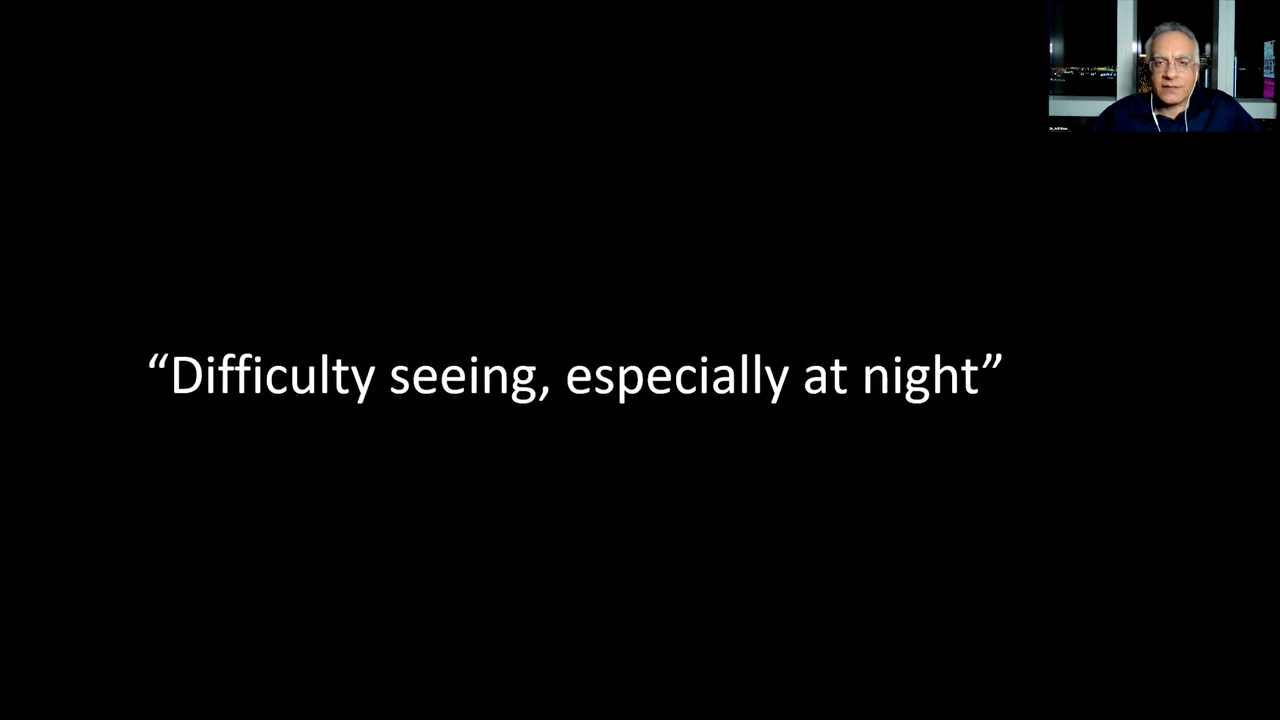 “Difficulty seeing, especially at night”